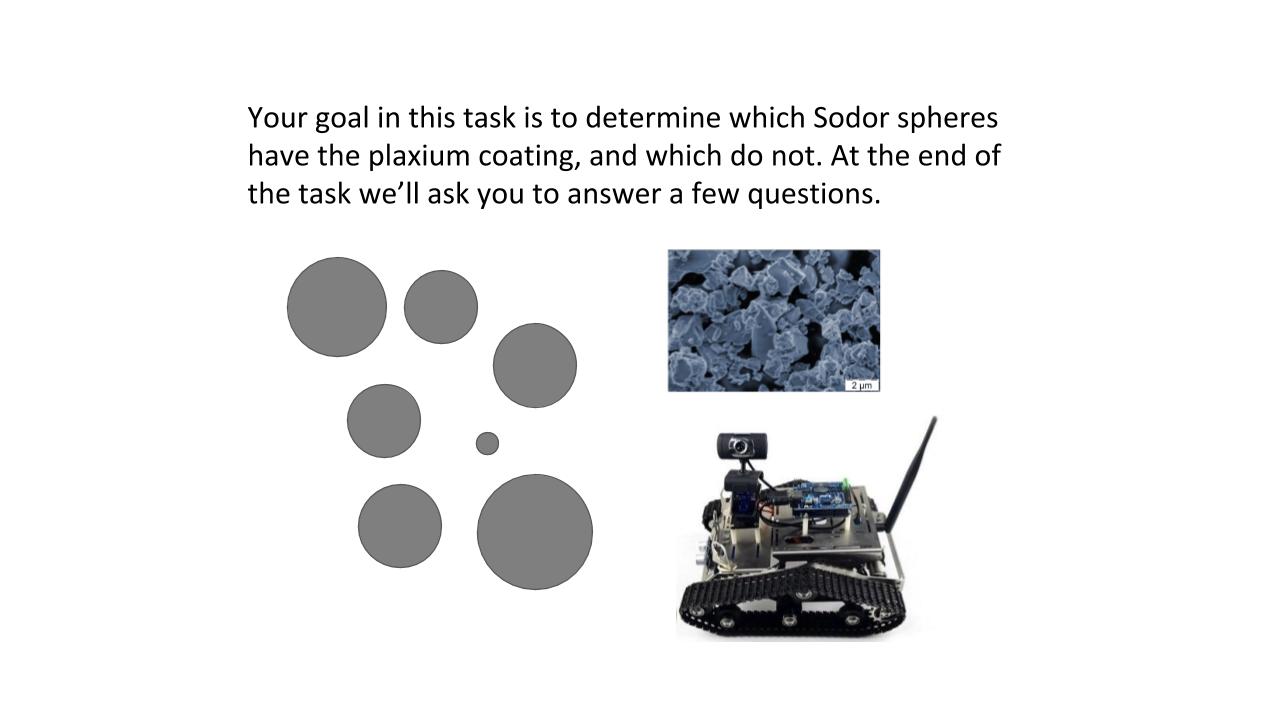 Your goal in this task is to determine which Sodor spheres
have the plaxium coating, and which do not. At the end of
the task we’ll ask you to answer a few questions.
2 μm